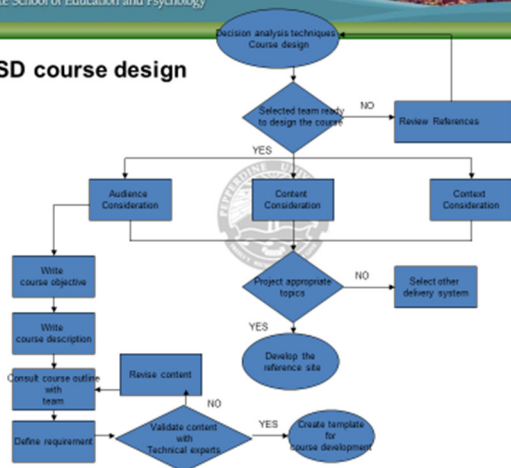 te School of Education and Psychology
SD course design
Decision analysis techniques
Course design
Selected team ready
to design the course
NO
Review References
YES
Audience
Consideration
Content
Consideration
Context
Consideration
Write
course objective
Project appropriate
topics
NO
Select other
delivery system
YES
Write
course description
Develop the
reference site
Consult course outline
with
team
Revise content
NO
Define requirement
Validate content
with
Technical experts
YES
Create template
for
course development
PEPPERDINE